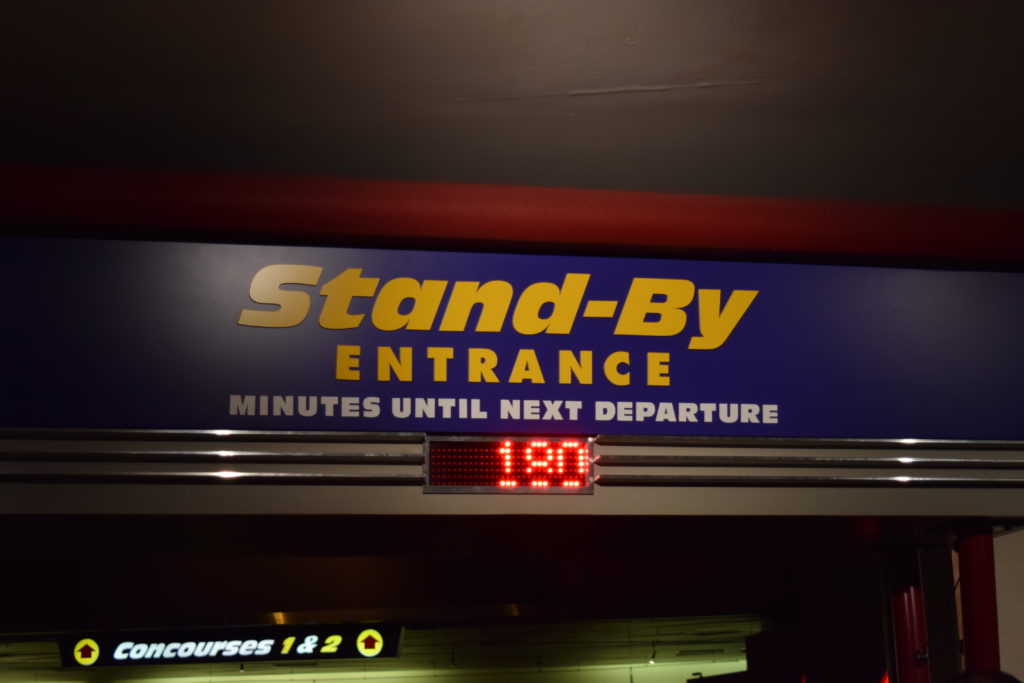 Stand-By
ENTRANCE
MINUTES UNTIL NEXT DEPARTURE
180
Concourses 1 & 2